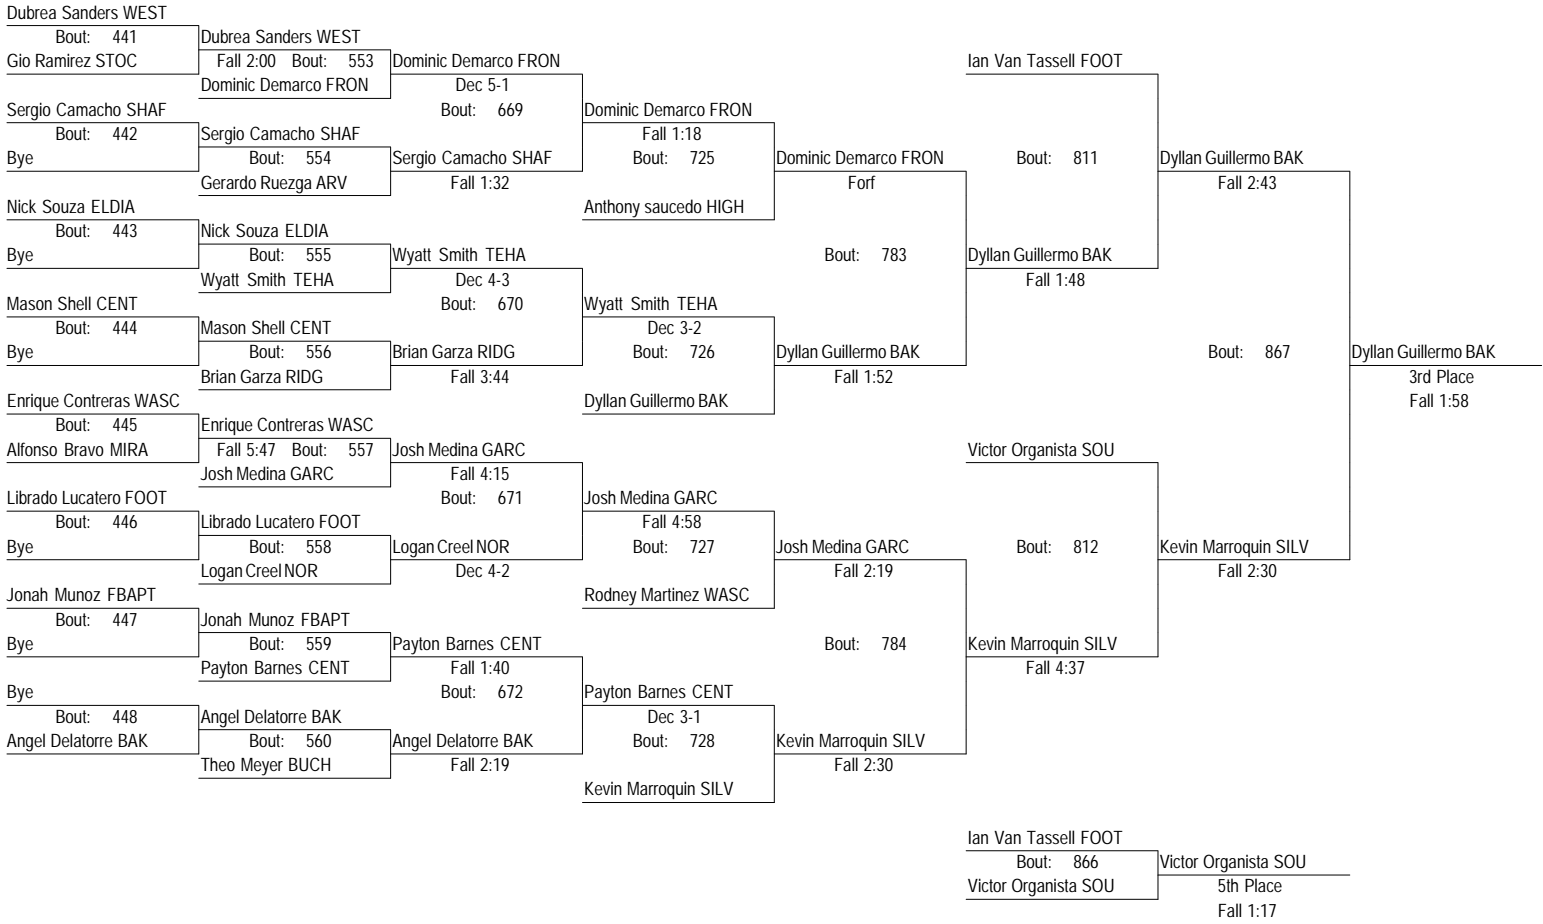 Dubrea Sanders WEST
Bout: 441 Dubrea Sanders WEST
Gio Ramirez STOC Fall 2:00 Bout: 553 Dominic Demarco FRON Ian Van Tassell FOOT
Dominic Demarco FRON Dec 5-1
Sergio Camacho SHAF Bout: 669 Dominic Demarco FRON
Bout: 442 Sergio Camacho SHAF Fall 1:18
Bye Bout: 554 Sergio Camacho SHAF Bout: 725 Dominic Demarco FRON Bout: 811 Dyllan Guillermo BAK
Gerardo Ruezga ARV Fall 1:32 Forf Fall 2:43
Nick Souza ELDIA Anthony saucedo HIGH
Bout: 443 Nick Souza ELDIA
Bye Bout: 555 Wyatt Smith TEHA Bout: 783 Dyllan Guillermo BAK
Wyatt Smith TEHA Dec 4-3 Fall 1:48
Mason Shell CENT Bout: 670 Wyatt Smith TEHA
Bout: 444 Mason Shell CENT Dec 3-2
Bye Bout: 556 Brian Garza RIDG Bout: 726 Dyllan Guillermo BAK Bout: 867 Dyllan Guillermo BAK
Brian Garza RIDG Fall 3:44 Fall 1:52 3rd Place
Enrique Contreras WASC Dyllan Guillermo BAK Fall 1:58
Bout: 445 Enrique Contreras WASC
Alfonso Bravo MIRA Fall 5:47 Bout: 557 Josh Medina GARC Victor Organista SOU
Josh Medina GARC Fall 4:15
Librado Lucatero FOOT Bout: 671 Josh Medina GARC
Bout: 446 Librado Lucatero FOOT Fall 4:58
Bye Bout: 558 Logan Creel NOR Bout: 727 Josh Medina GARC Bout: 812 Kevin Marroquin SILV
Logan Creel NOR Dec 4-2 Fall 2:19 Fall 2:30
Jonah Munoz FBAPT Rodney Martinez WASC
Bout: 447 Jonah Munoz FBAPT
Bye Bout: 559 Payton Barnes CENT Bout: 784 Kevin Marroquin SILV
Payton Barnes CENT Fall 1:40 Fall 4:37
Bye Bout: 672 Payton Barnes CENT
Bout: 448 Angel Delatorre BAK Dec 3-1
Angel Delatorre BAK Bout: 560 Angel Delatorre BAK Bout: 728 Kevin Marroquin SILV
Theo Meyer BUCH Fall 2:19 Fall 2:30
Kevin Marroquin SILV
Ian Van Tassell FOOT
Bout: 866 Victor Organista SOU
Victor Organista SOU 5th Place
Fall 1:17